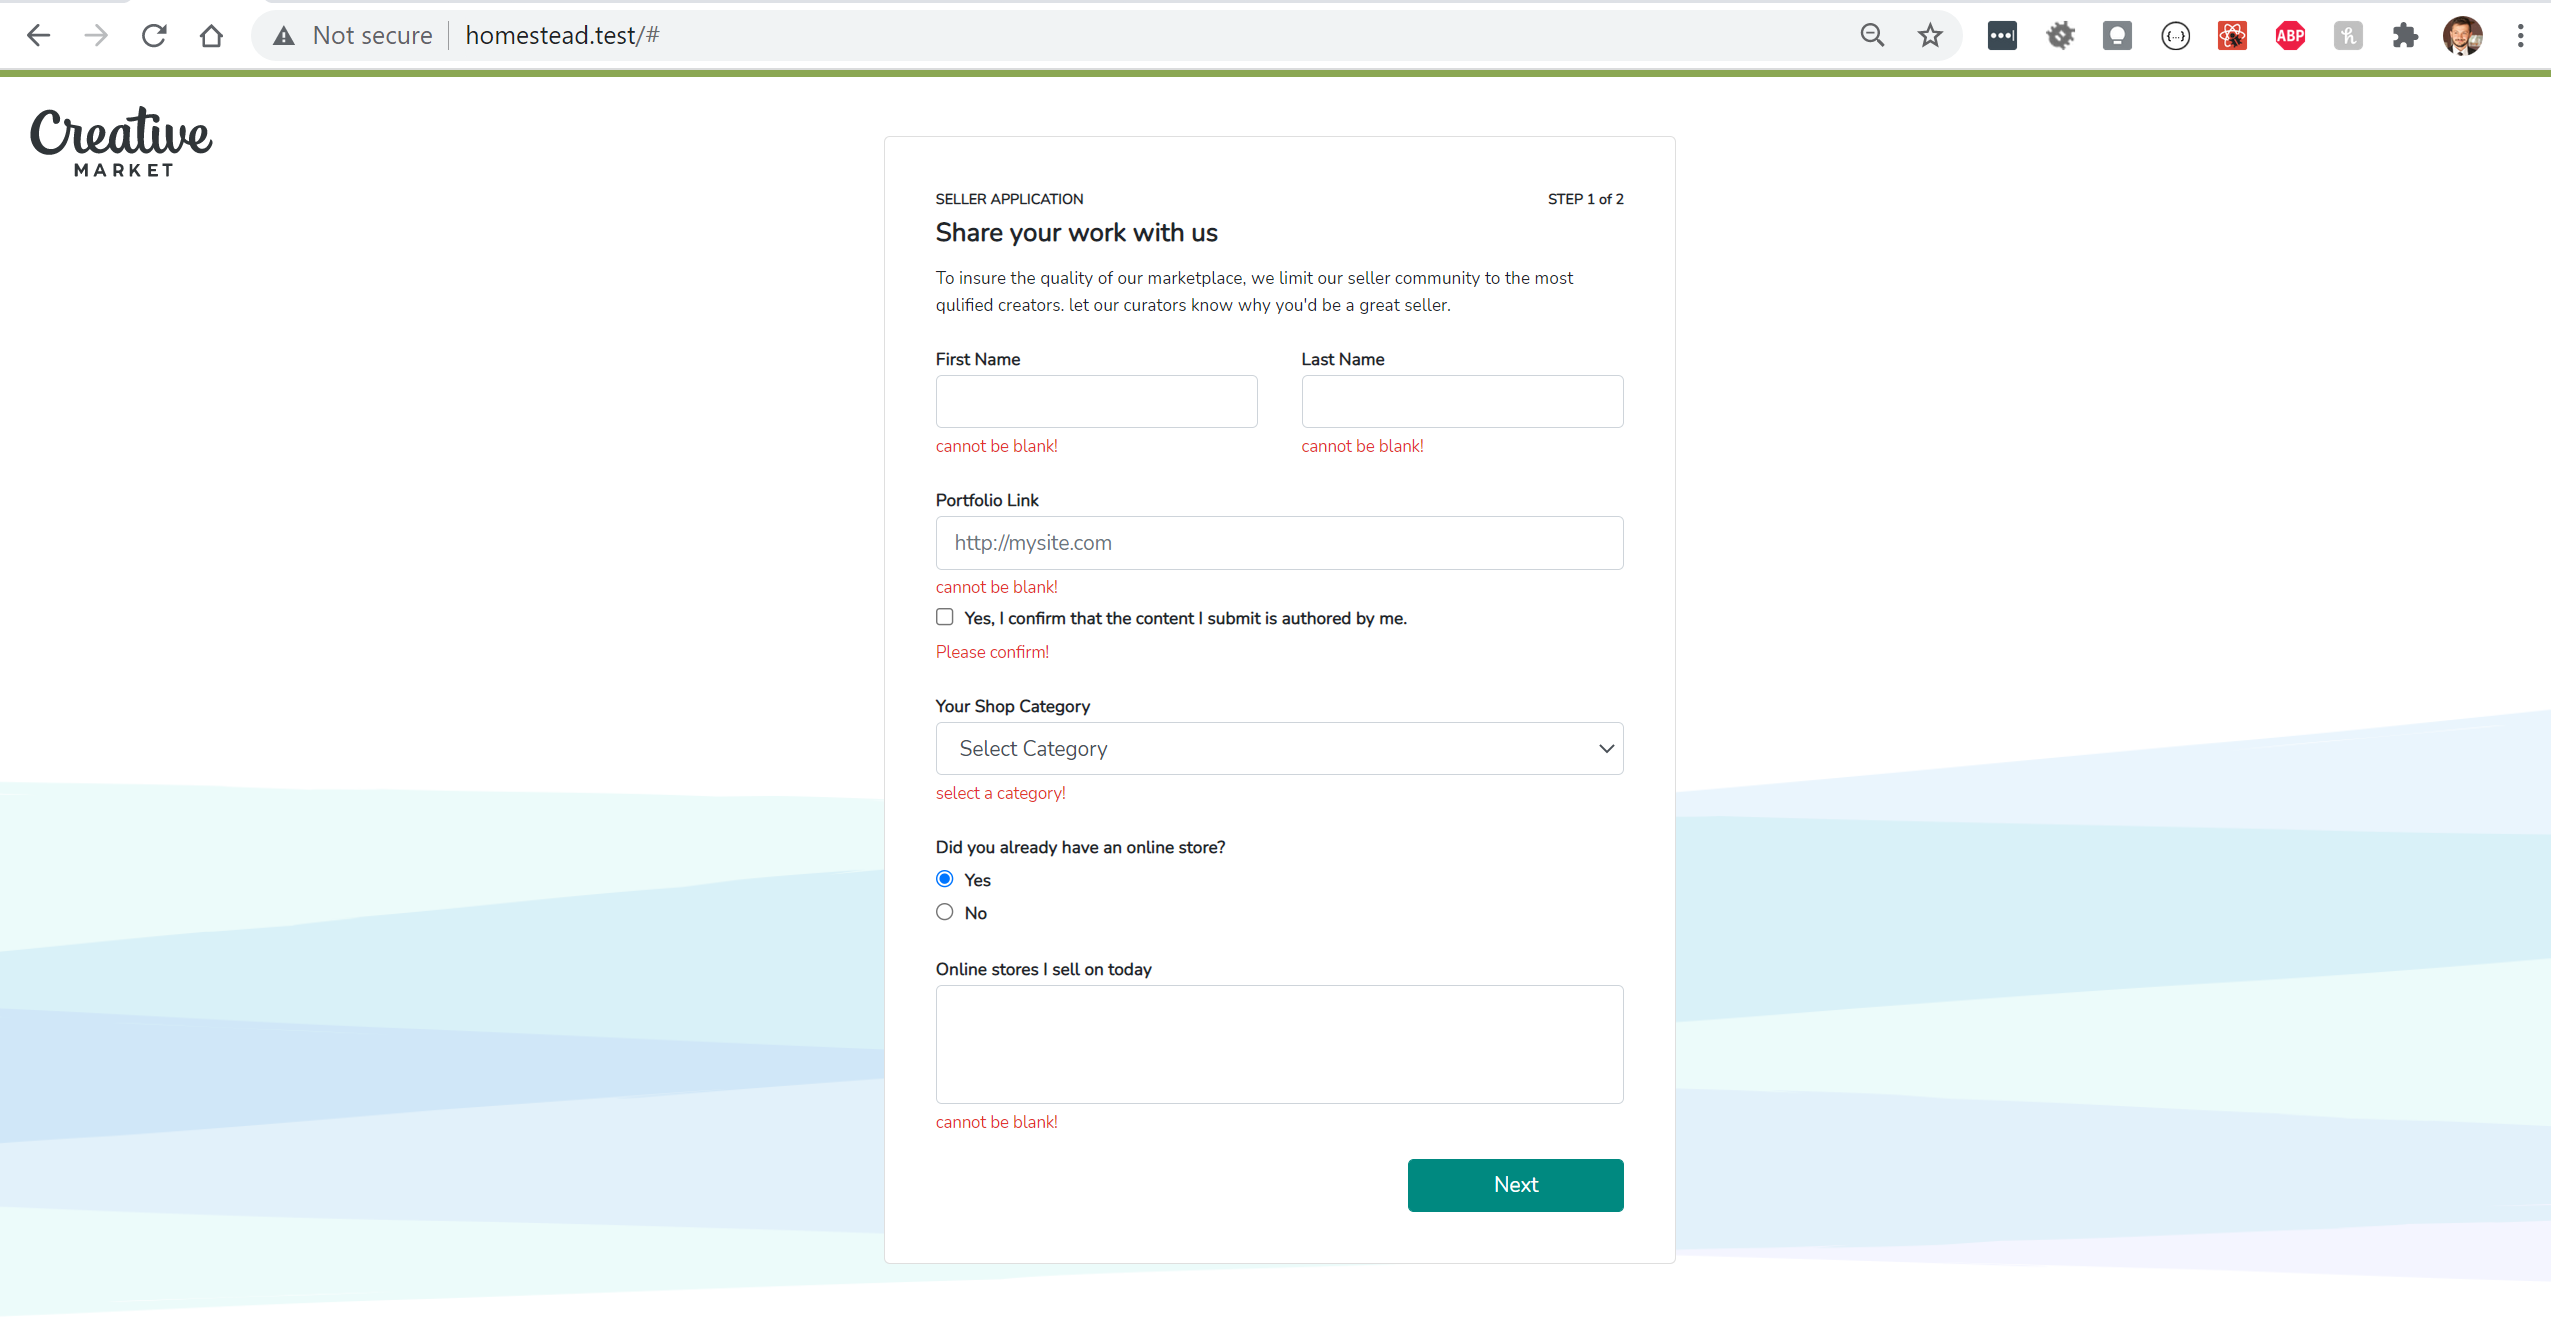 Not secure
homestead.test/#
ABP
Creative
MARKET
SELLER APPLICATION
STEP 1 of 2
Share your work with us
To insure the quality of our marketplace, we limit our seller community to the most
qulified creators. let our curators know why you'd be a great seller.
First Name
Last Name
cannot be blank!
cannot be blank!
Portfolio Link
http://mysite.com
cannot be blank!
Yes, I confirm that the content I submit is authored by me.
Please confirm!
Your Shop Category
Select Category
select a category!
Did you already have an online store?
Yes
No
Online stores I sell on today
cannot be blank!
Next